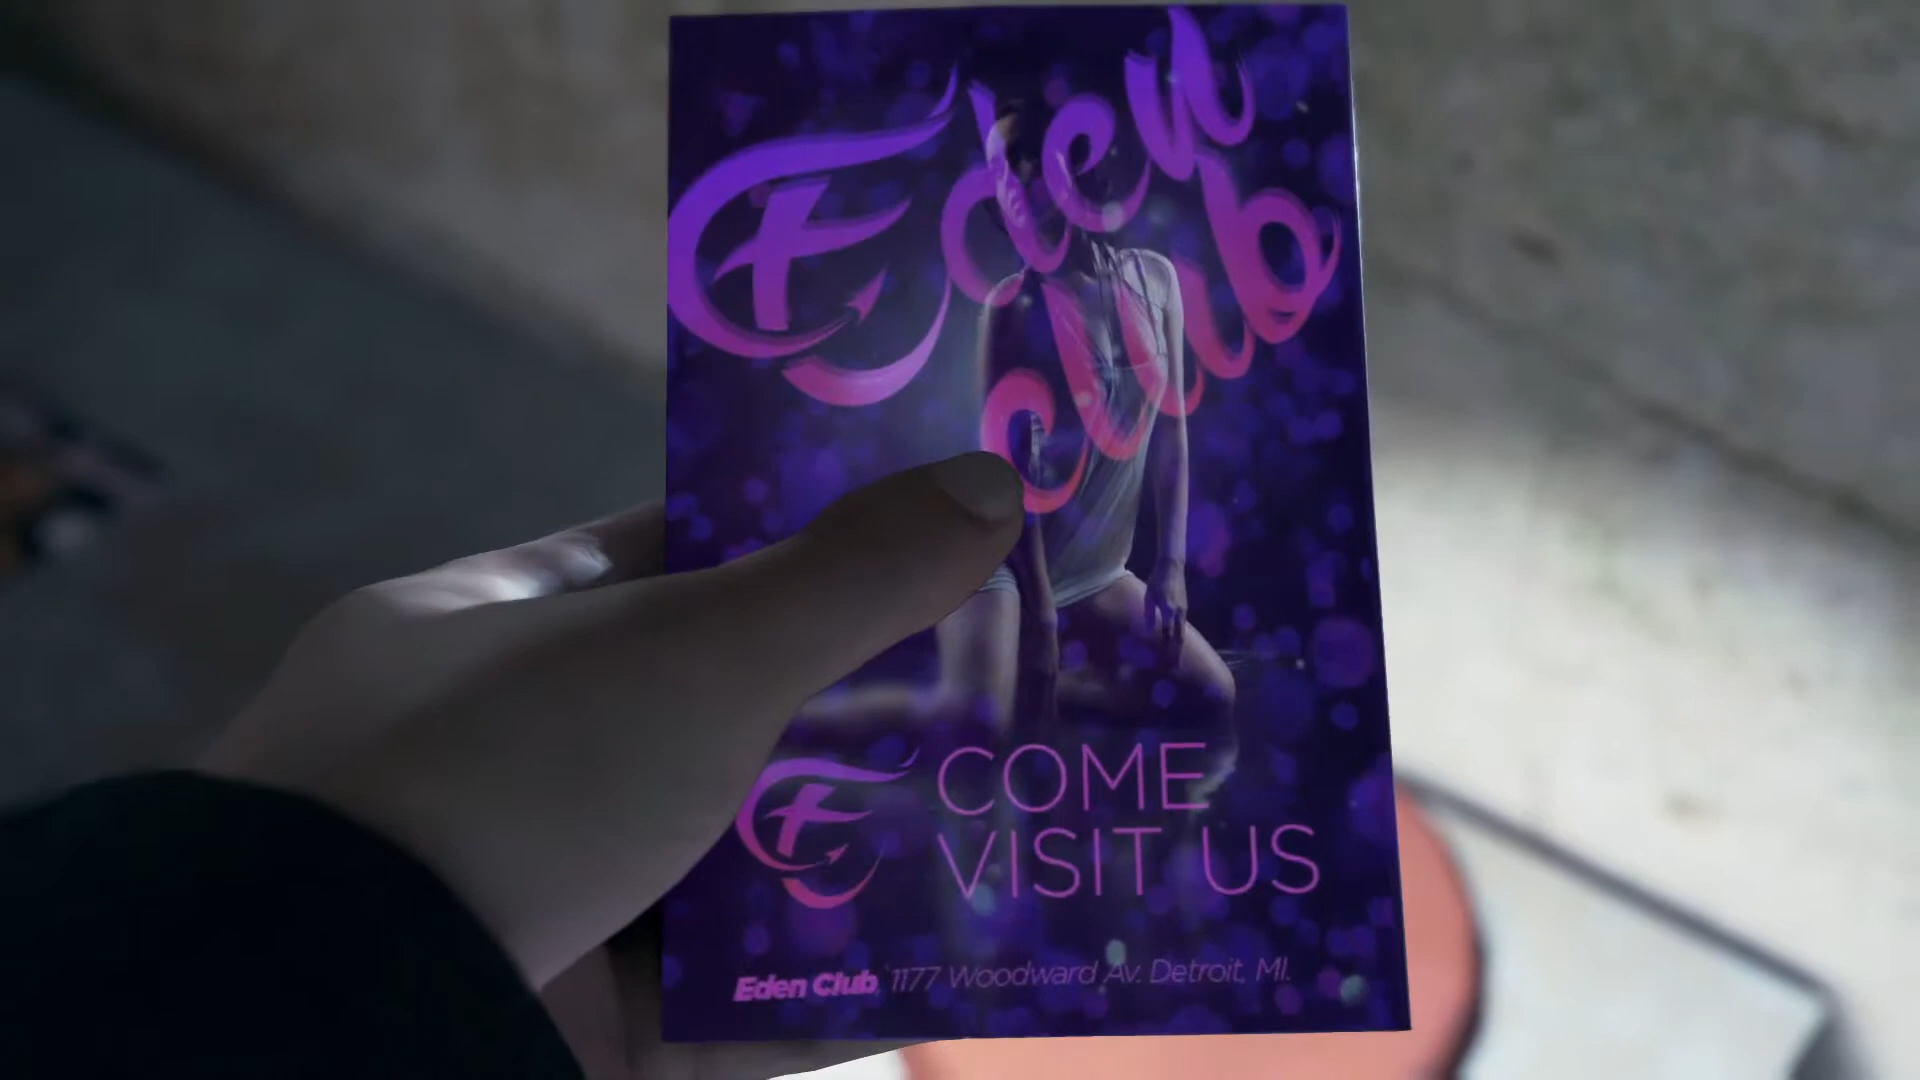 Eden
club
COME
VISIT US
Eden Club, 1177 Woodward Av. Detroit, MI.